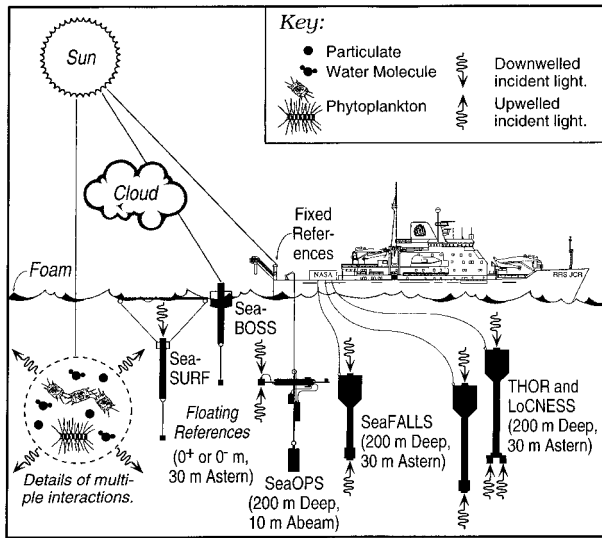 Key:
Particulate
Water Molecule
Phytoplankton
Downwelled
incident light.
Upwelled
incident light.
Sun
Cloud
Fixed
Refer-
ences
Foam
NASA
RRS JCR
Sea-
BOSS
Sea-
SURF
Floating
References
(0+ or 0- m,
30 m Astern)
SeaOPS
(200 m Deep,
10 m Abeam)
SeaFALLS
(200 m Deep,
30 m Astern)
THOR and
LoCNESS
(200 m Deep,
30 m Astern)
Details of multi-
ple interactions.